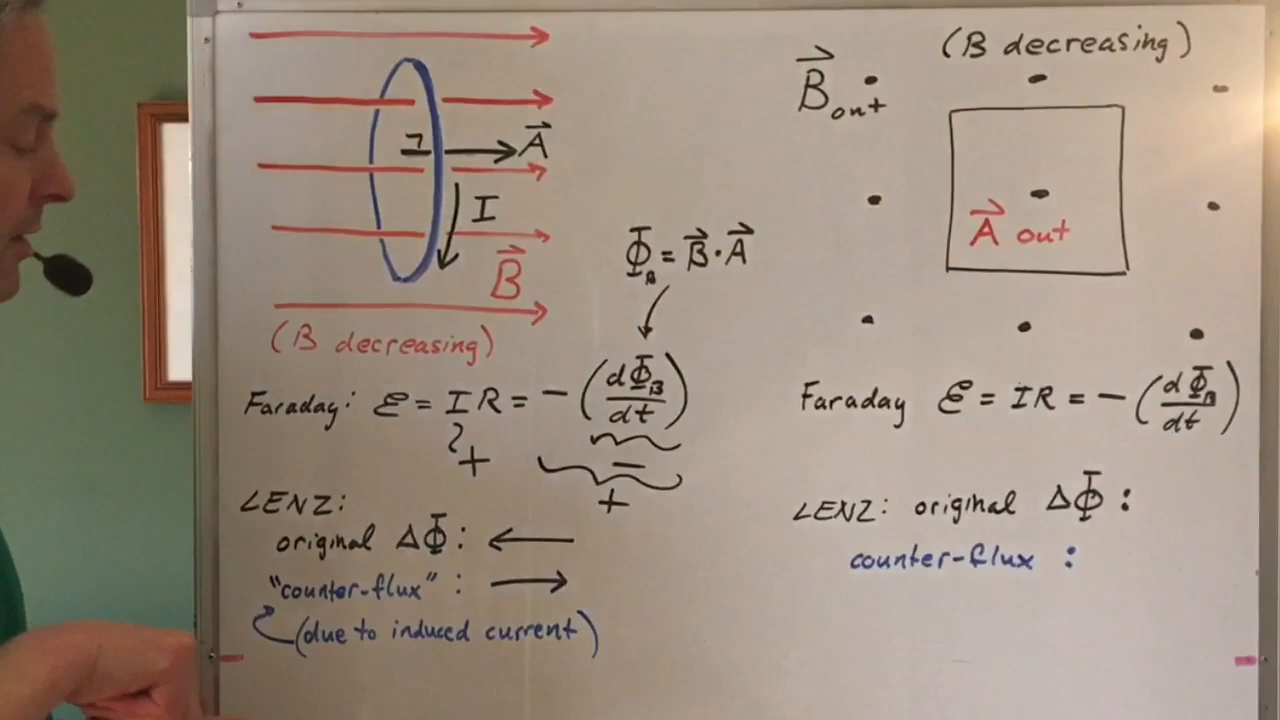 A⃗
I
B⃗
(B decreasing)
Φ_B = B⃗ · A⃗
Faraday: ℰ = IR = - (dΦ_B/dt)
+
-
+
LENZ:
original ΔΦ: ←
"counter-flux": →
(due to induced current)
(B decreasing)
B⃗out
A⃗ out
Faraday ℰ = IR = - (dΦ_B/dt)
LENZ: original ΔΦ:
counter-flux :